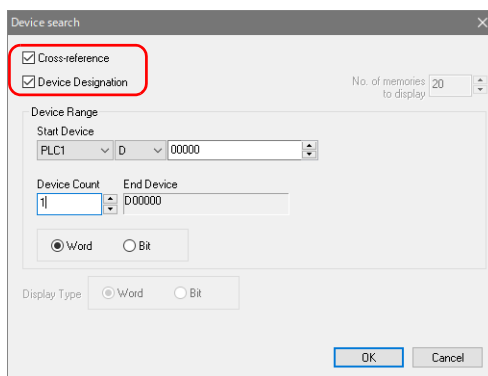 Device search
Cross-reference
Device Designation
No. of memories
to display
20
Device Range
Start Device
PLC1 D 00000
Device Count End Device
1 D00000
Word Bit
Display Type Word Bit
OK Cancel